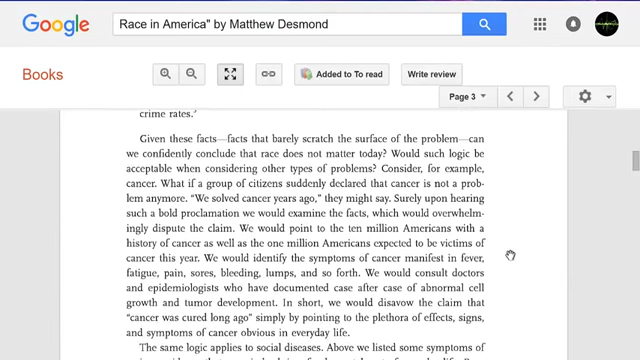 Google
Race in America" by Matthew Desmond
Books
Added to To read
Write review
Page 3
crime rates.
Given these facts—facts that barely scratch the surface of the problem—can
we confidently conclude that race does not matter today? Would such logic be
acceptable when considering other types of problems? Consider, for example,
cancer. What if a group of citizens suddenly declared that cancer is not a prob-
lem anymore. "We solved cancer years ago," they might say. Surely upon hearing
such a bold proclamation we would examine the facts, which would overwhelm-
ingly dispute the claim. We would point to the ten million Americans with a
history of cancer as well as the one million Americans expected to be victims of
cancer this year. We would identify the symptoms of cancer manifest in fever,
fatigue, pain, sores, bleeding, lumps, and so forth. We would consult doctors
and epidemiologists who have documented case after case of abnormal cell
growth and tumor development. In short, we would disavow the claim that
"cancer was cured long ago" simply by pointing to the plethora of effects, signs,
and symptoms of cancer obvious in everyday life.
The same logic applies to social diseases. Above we listed some symptoms of